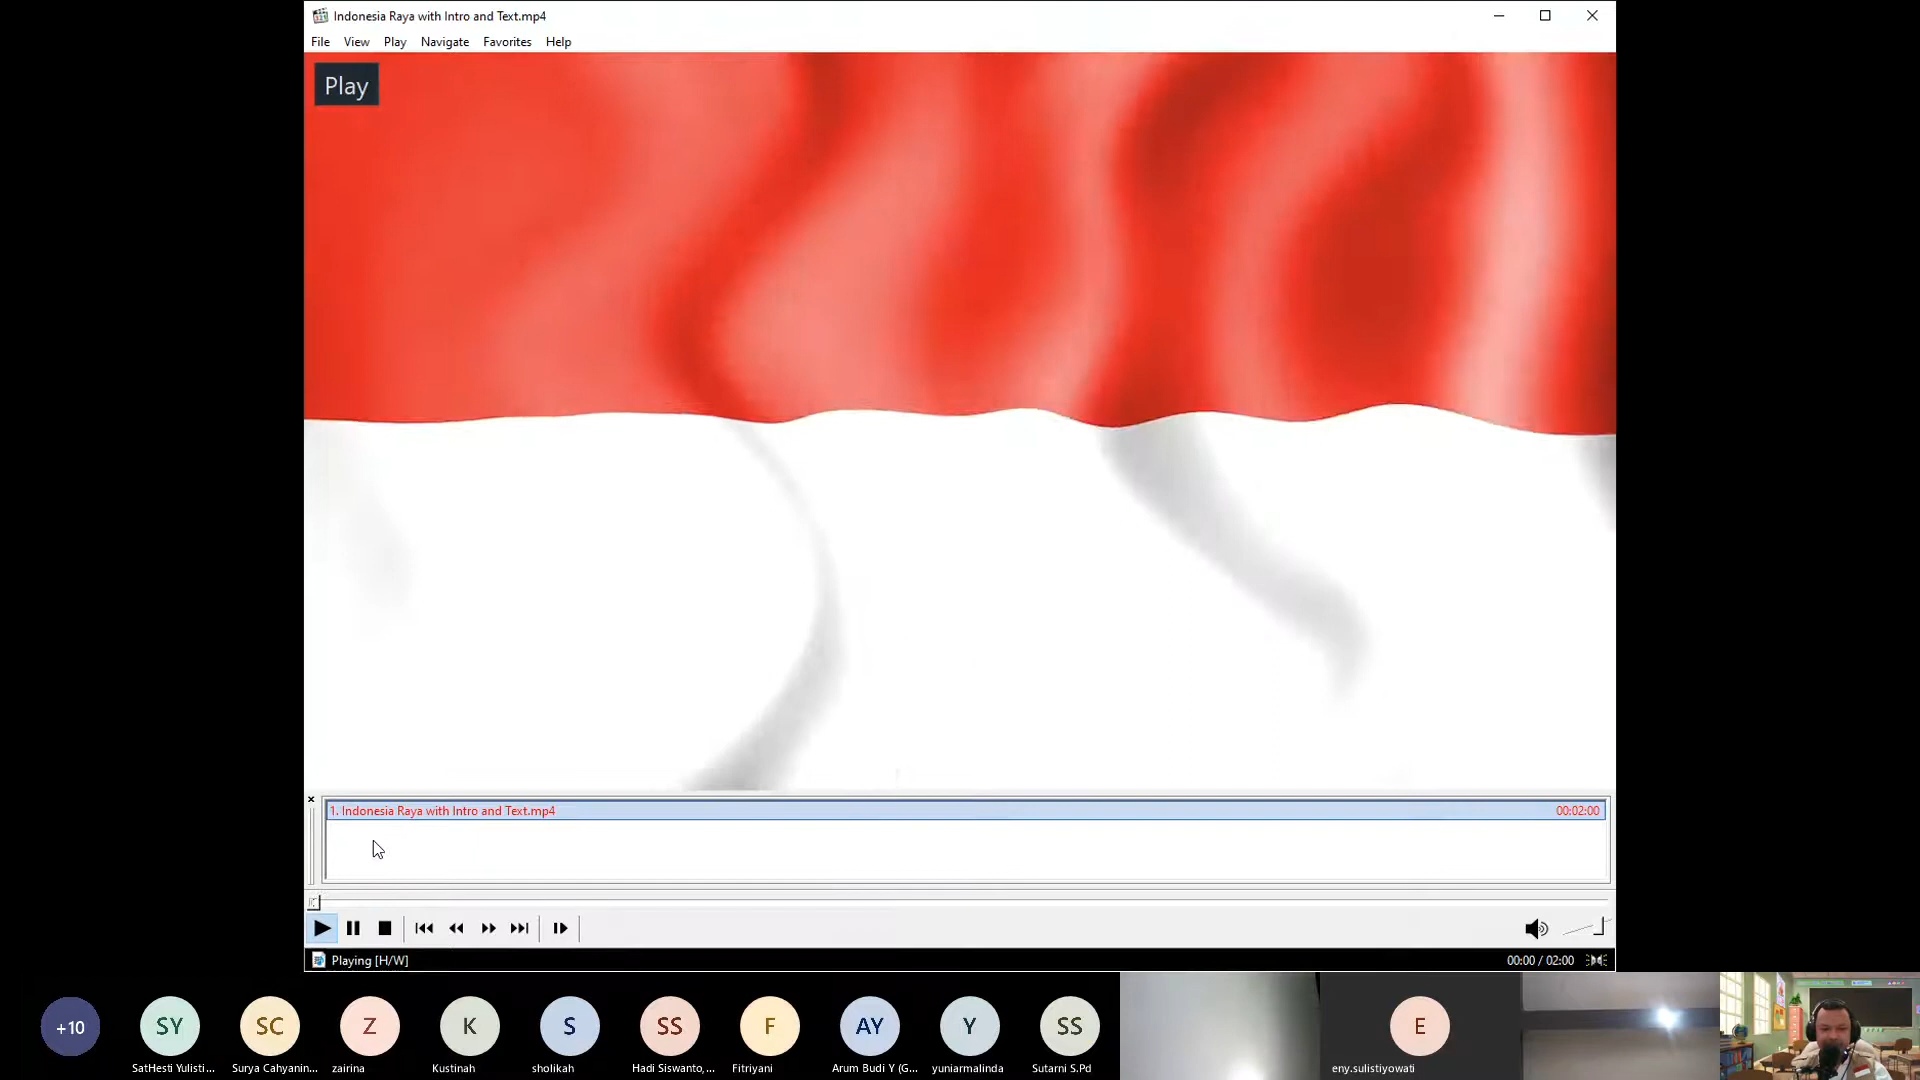 Indonesia Raya with Intro and Text.mp4
File View Play Navigate Favorites Help
Play
1. Indonesia Raya with Intro and Text.mp4 00:02:00
Playing [H/W] 00:00 / 02:00
+10 SY SC Z K S SS F AY Y SS E
SatHesti Yulisti... Surya Cahyanin... zairina Kustinah sholikah Hadi Siswanto, ... Fitriyani Arum Budi Y (G... yuniarmalinda Sutarni S.Pd eny.sulistiyowati